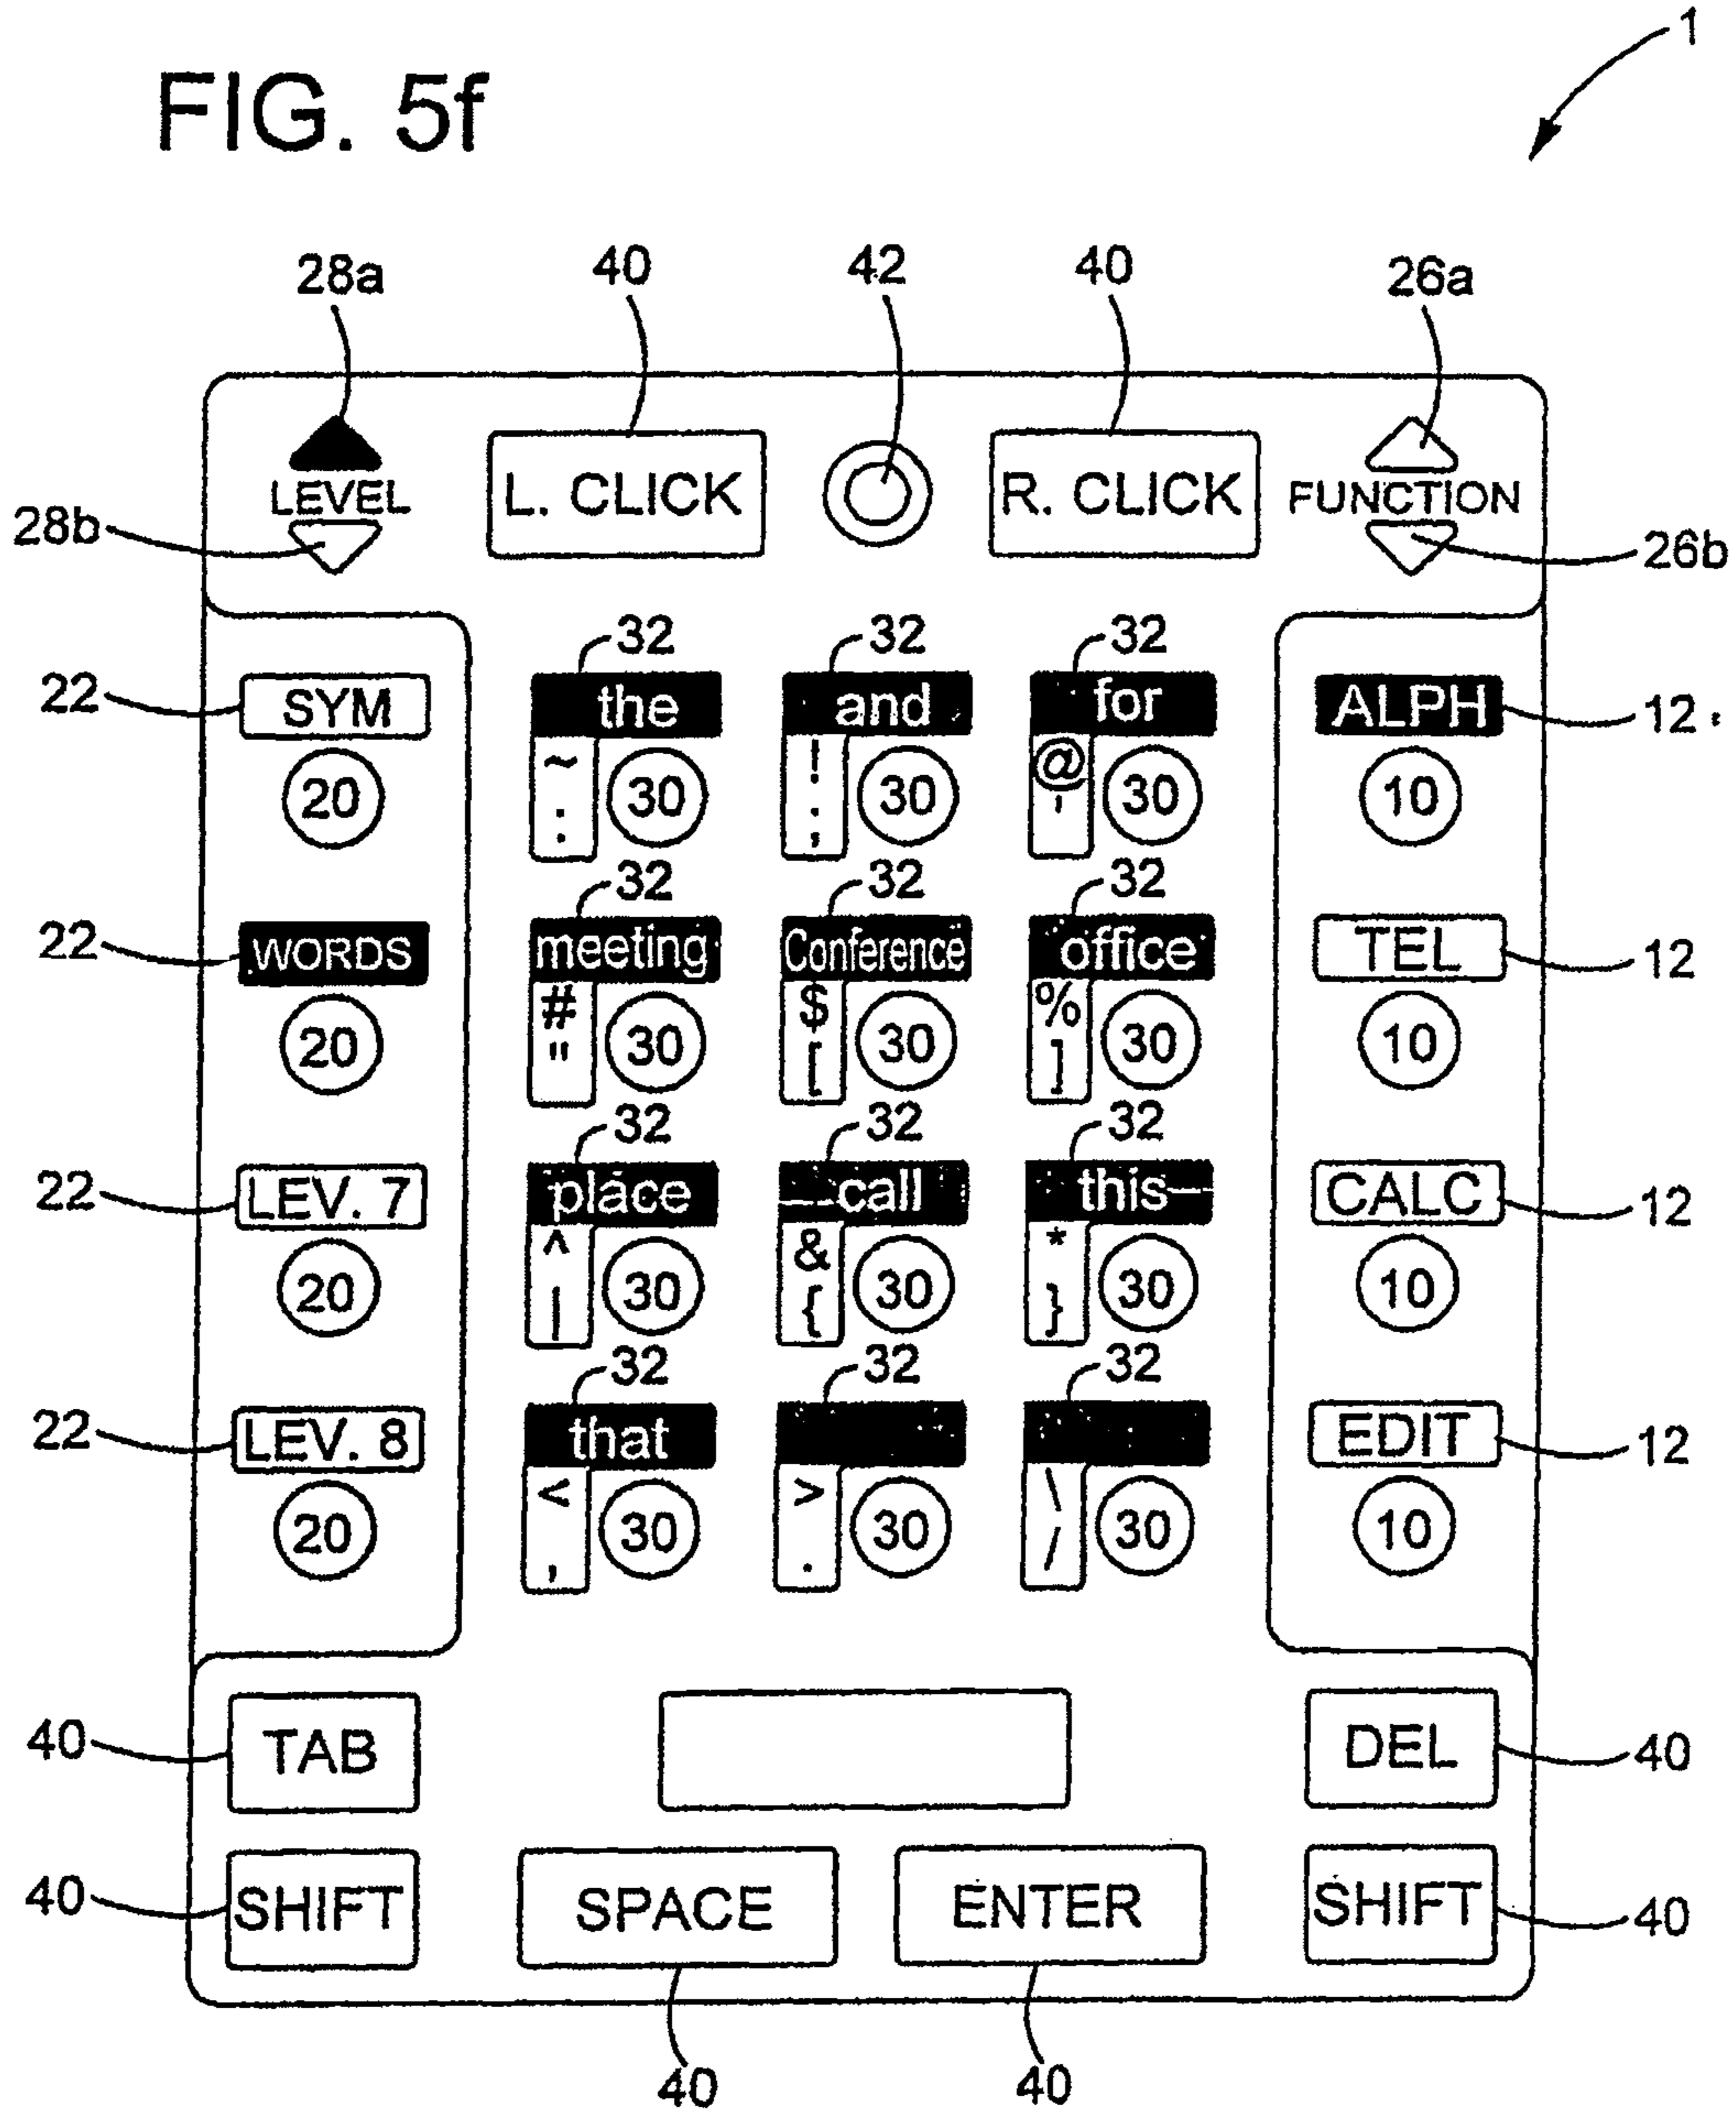 1
FIG. 5f
28a 40 42 40 26a
L. CLICK R. CLICK
LEVEL FUNCTION
28b 26b
32 32 32
22 SYM the and for ALPH 12
~ ! @
20 30 30 30 10
. ; '
32 32 32
22 WORDS meeting Conference office TEL 12
# $ %
20 30 30 30 10
" [ ]
32 32 32
22 LEV. 7 place call this CALC 12
^ & *
20 30 30 30 10
| { }
32 32 32
22 LEV. 8 that EDIT 12
< > \
20 30 30 30 10
, . /
40 TAB DEL 40
40 SHIFT SPACE ENTER SHIFT 40
40 40